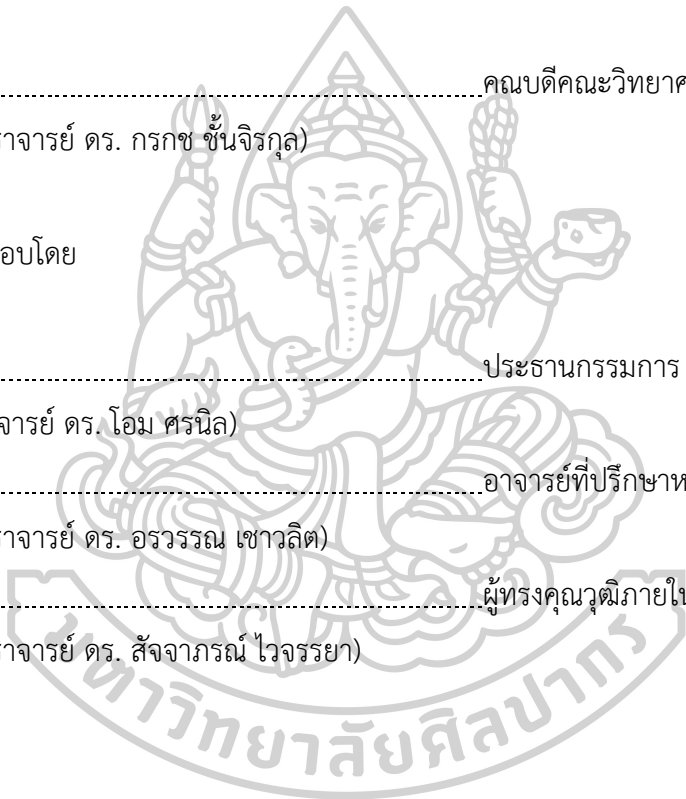 คณบดีคณะวิทยาศ
าจารย์ ดร. กรกช ชั้นจิรกุล)
อบโดย
ประธานกรรมการ
จารย์ ดร. โอม ศรนิล)
อาจารย์ที่ปรึกษาห
าจารย์ ดร. อรวรรณ เชาวลิต)
ผู้ทรงคุณวุฒิภายใน
าจารย์ ดร. สัจจาภรณ์ ไวจรรยา)
มหาวิทยาลัยศิลปากร